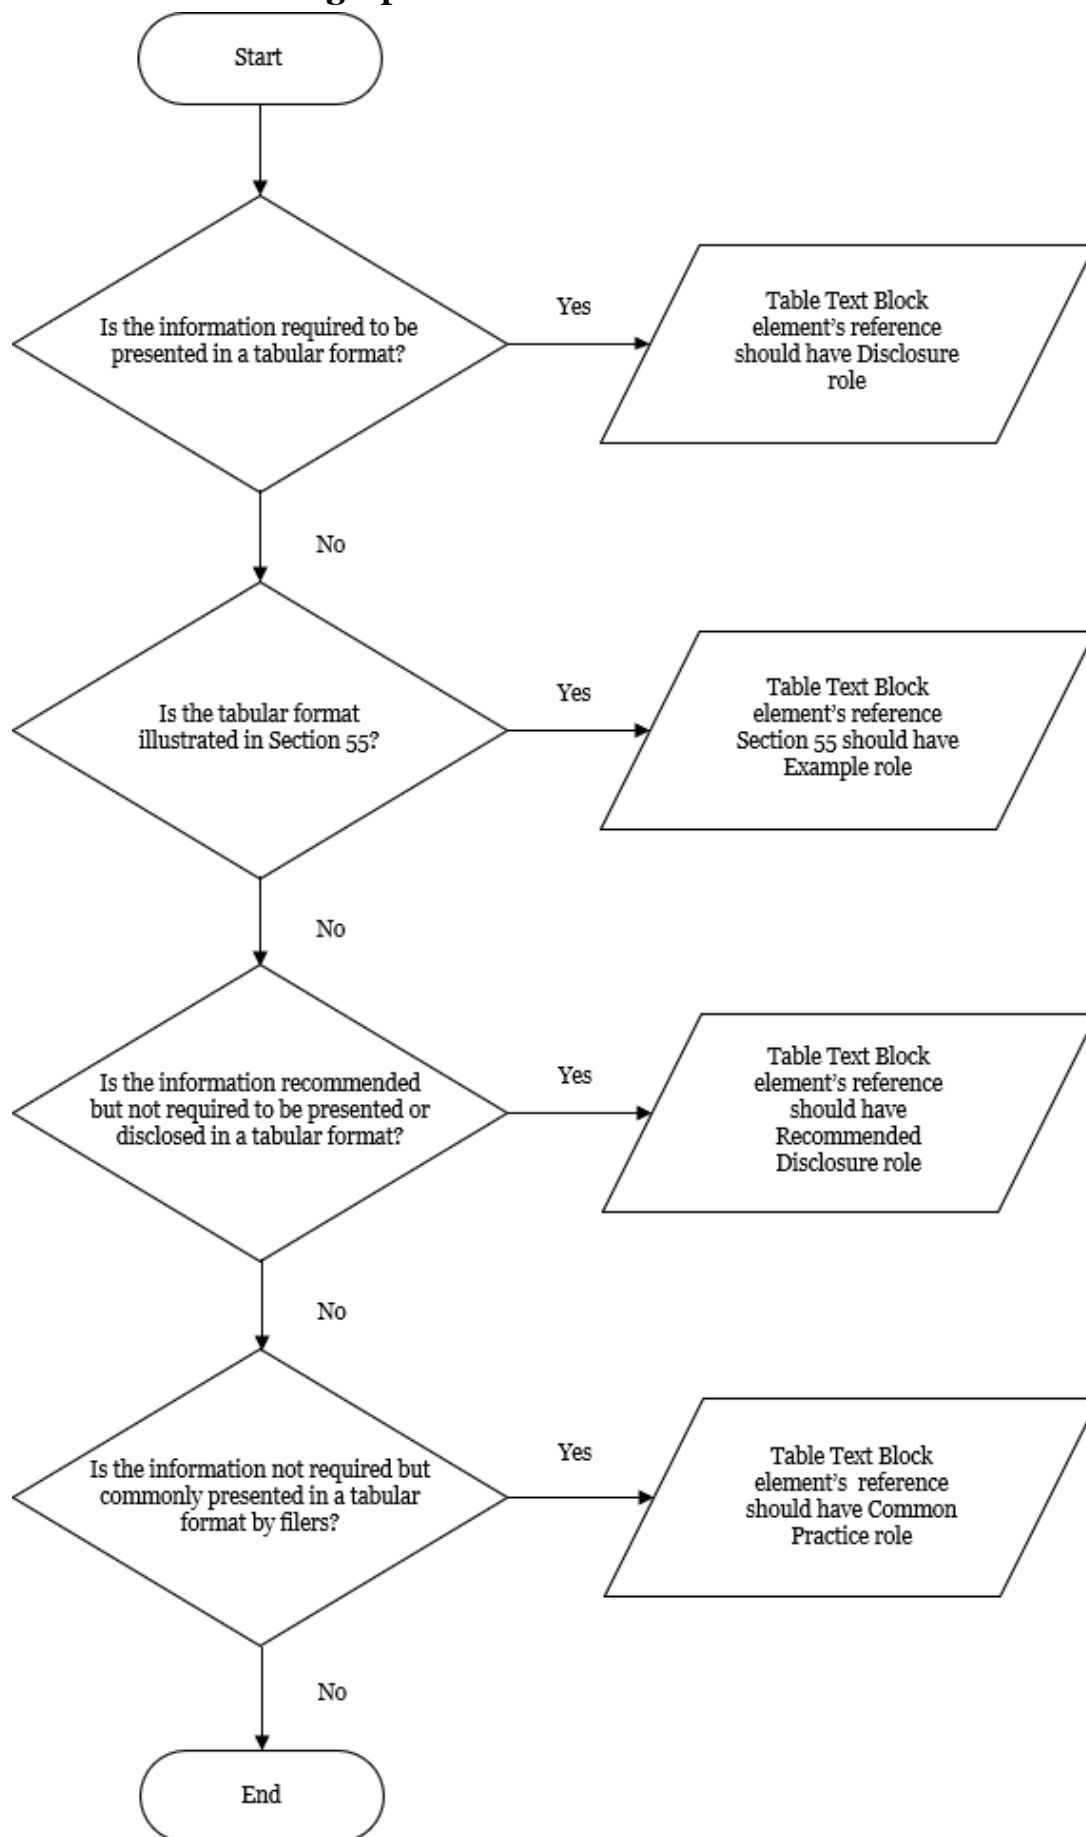 Start
Is the information required to be
presented in a tabular format?
Yes
Table Text Block
element’s reference
should have Disclosure
role
No
Is the tabular format
illustrated in Section 55?
Yes
Table Text Block
element’s reference
Section 55 should have
Example role
No
Is the information recommended
but not required to be presented or
disclosed in a tabular format?
Yes
Table Text Block
element’s reference
should have
Recommended
Disclosure role
No
Is the information not required but
commonly presented in a tabular
format by filers?
Yes
Table Text Block
element’s reference
should have Common
Practice role
No
End